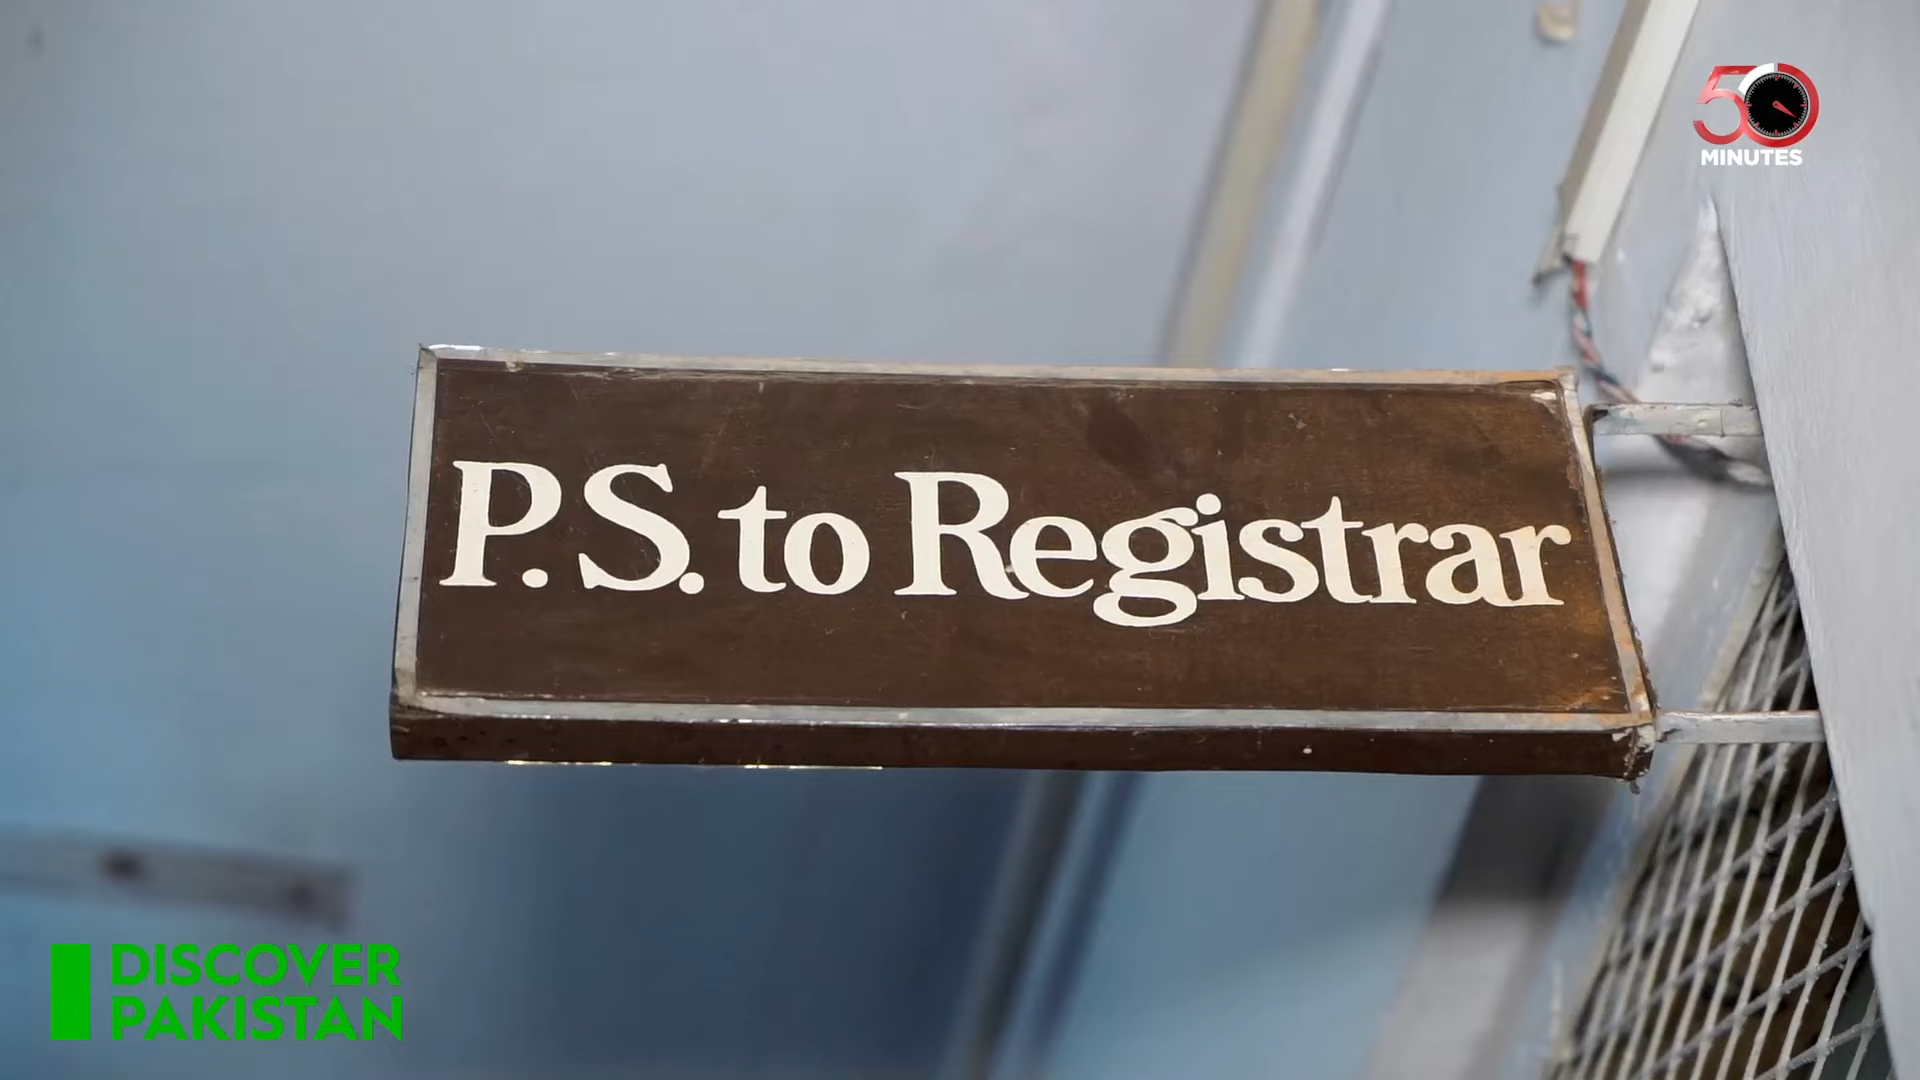 50
MINUTES
P.S. to Registrar
DISCOVER
PAKISTAN